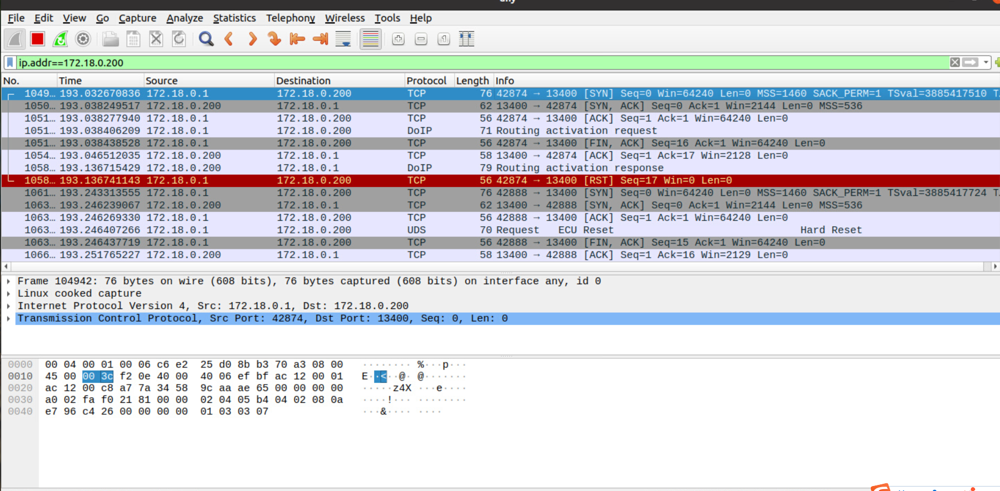 File Edit View Go Capture Analyze Statistics Telephony Wireless Tools Help
ip.addr==172.18.0.200
No. Time Source Destination Protocol Length Info
1049… 193.032670836 172.18.0.1 172.18.0.200 TCP 76 42874 → 13400 [SYN] Seq=0 Win=64240 Len=0 MSS=1460 SACK_PERM=1 TSval=3885417510 T
1050… 193.038249517 172.18.0.200 172.18.0.1 TCP 62 13400 → 42874 [SYN, ACK] Seq=0 Ack=1 Win=2144 Len=0 MSS=536
1051… 193.038277940 172.18.0.1 172.18.0.200 TCP 56 42874 → 13400 [ACK] Seq=1 Ack=1 Win=64240 Len=0
1051… 193.038406209 172.18.0.1 172.18.0.200 DoIP 71 Routing activation request
1051… 193.038438528 172.18.0.1 172.18.0.200 TCP 56 42874 → 13400 [FIN, ACK] Seq=16 Ack=1 Win=64240 Len=0
1054… 193.046512035 172.18.0.200 172.18.0.1 TCP 58 13400 → 42874 [ACK] Seq=1 Ack=17 Win=2128 Len=0
1058… 193.136715429 172.18.0.200 172.18.0.1 DoIP 79 Routing activation response
1058… 193.136741143 172.18.0.1 172.18.0.200 TCP 56 42874 → 13400 [RST] Seq=17 Win=0 Len=0
1061… 193.243313555 172.18.0.1 172.18.0.200 TCP 76 42888 → 13400 [SYN] Seq=0 Win=64240 Len=0 MSS=1460 SACK_PERM=1 TSval=3885417724 T
1063… 193.246239067 172.18.0.200 172.18.0.1 TCP 62 13400 → 42888 [SYN, ACK] Seq=0 Ack=1 Win=2144 Len=0 MSS=536
1063… 193.246269330 172.18.0.1 172.18.0.200 TCP 56 42888 → 13400 [ACK] Seq=1 Ack=1 Win=64240 Len=0
1063… 193.246407266 172.18.0.1 172.18.0.200 UDS 70 Request ECU Reset Hard Reset
1063… 193.246437719 172.18.0.1 172.18.0.200 TCP 56 42888 → 13400 [FIN, ACK] Seq=15 Ack=1 Win=64240 Len=0
1066… 193.251765227 172.18.0.200 172.18.0.1 TCP 58 13400 → 42888 [ACK] Seq=1 Ack=16 Win=2129 Len=0
Frame 104942: 76 bytes on wire (608 bits), 76 bytes captured (608 bits) on interface any, id 0
Linux cooked capture
Internet Protocol Version 4, Src: 172.18.0.1, Dst: 172.18.0.200
Transmission Control Protocol, Src Port: 42874, Dst Port: 13400, Seq: 0, Len: 0
0000 00 04 00 01 00 06 c6 e2 25 d0 8b b3 70 a3 08 00 ········ %···p···
0010 45 00 00 3c f2 0e 40 00 40 06 ef bf ac 12 00 01 E··<··@· @·······
0020 ac 12 00 c8 a7 7a 34 58 9c aa ae 65 00 00 00 00 ·····z4X ···e····
0030 a0 02 fa f0 21 81 00 00 02 04 05 b4 04 02 08 0a ····!··· ········
0040 e7 96 c4 26 00 00 00 00 01 03 03 07 ···&···· ····